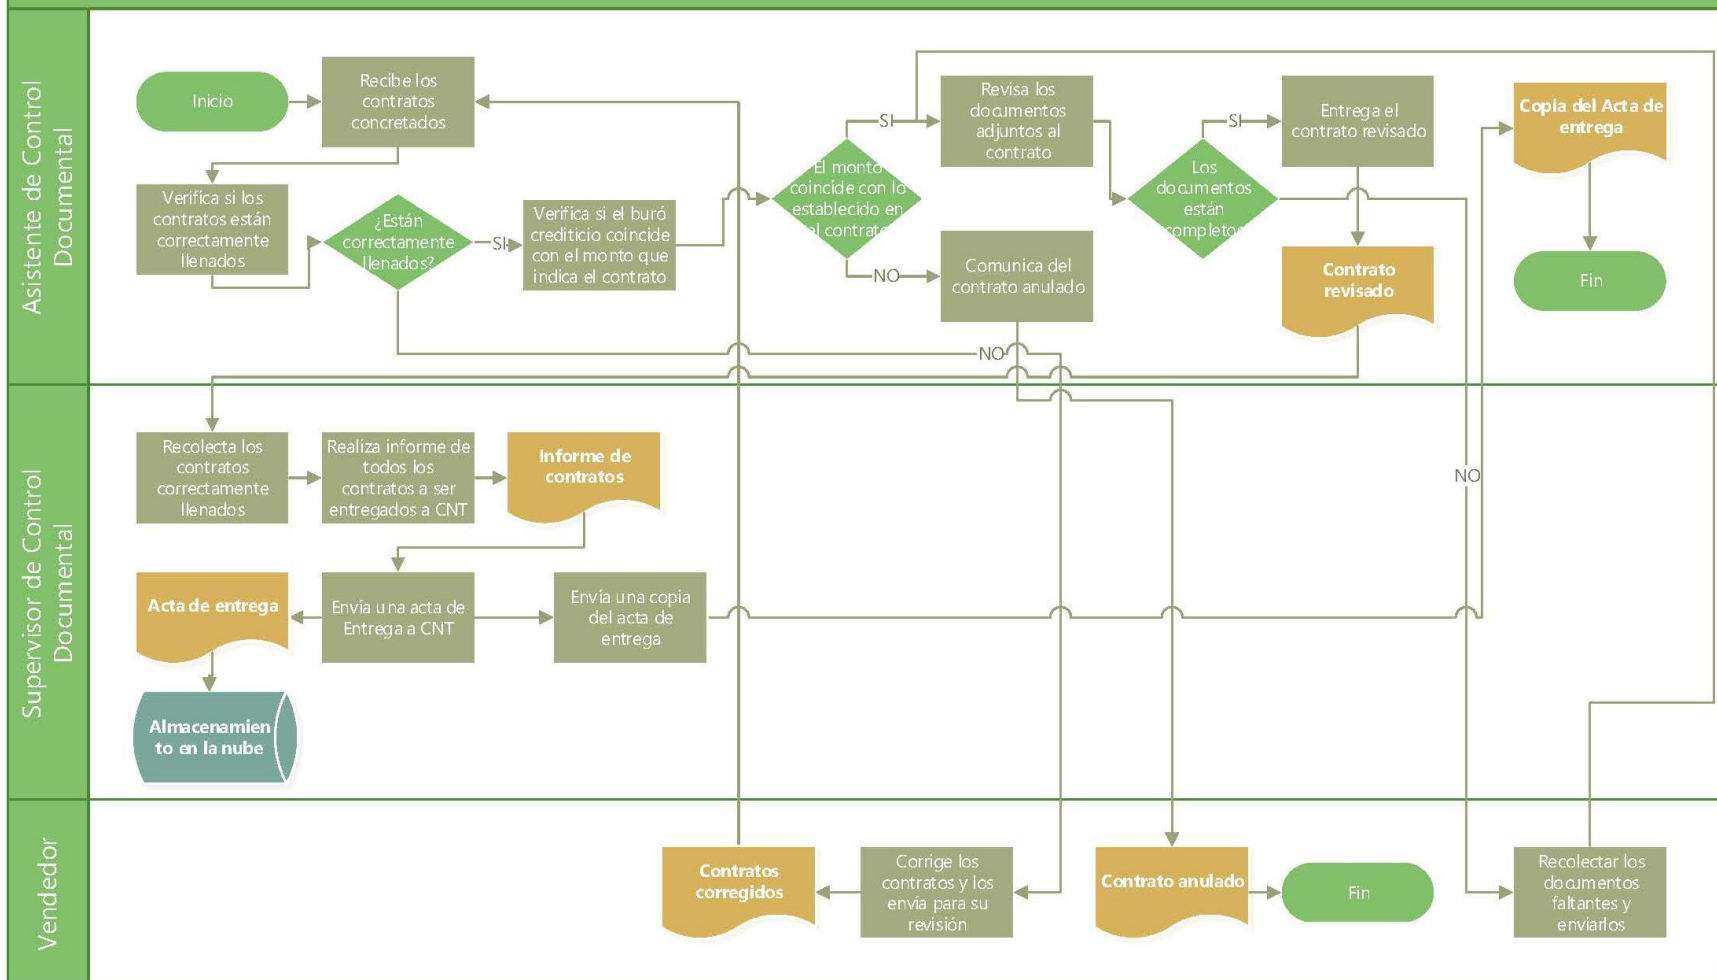 Asistente de Control
Documental
Inicio
Recibe los
contratos
concretados
Verifica si los
contratos están
correctamente
llenados
¿Están
correctamente
llenados?
SI
Verifica si el buró
crediticio coincide
con el monto que
indica el contrato
El monto
coincide con lo
establecido en
el contrato
SI
NO
Revisa los
documentos
adjuntos al
contrato
Comunica del
contrato anulado
Los
documentos
están
completos
SI
Entrega el
contrato revisado
Contrato
revisado
Copia del Acta de
entrega
Fin
NO
NO
Supervisor de Control
Documental
Recolecta los
contratos
correctamente
llenados
Realiza informe de
todos los
contratos a ser
entregados a CNT
Informe de
contratos
Acta de entrega
Envía una acta de
Entrega a CNT
Envia una copia
del acta de
entrega
Almacenamien
to en la nube
Vendedor
Contratos
corregidos
Corrige los
contratos y los
envía para su
revisión
Contrato anulado
Fin
Recolectar los
documentos
faltantes y
enviarlos